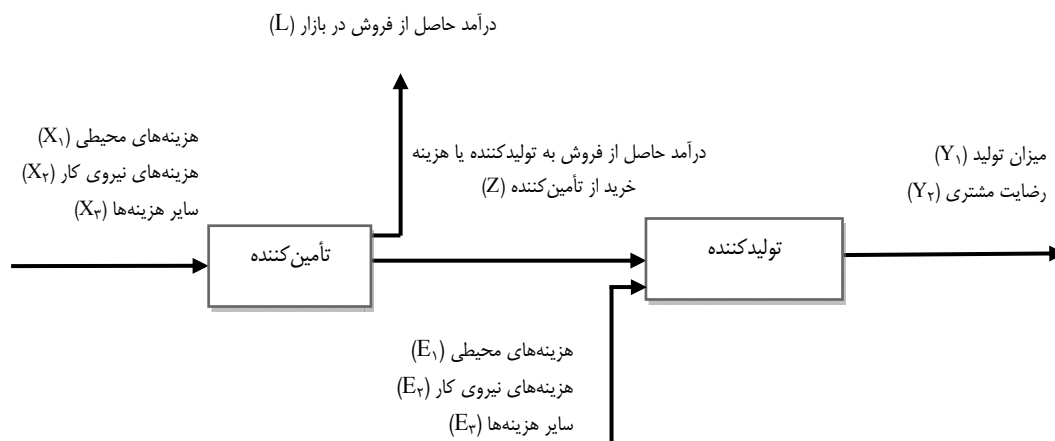 درآمد حاصل از فروش در بازار (L)
هزینه‌های محیطی (X۱)
هزینه‌های نیروی کار (X۲)
سایر هزینه‌ها (X۳)
درآمد حاصل از فروش به تولیدکننده یا هزینه
خرید از تأمین‌کننده (Z)
میزان تولید (Y۱)
رضایت مشتری (Y۲)
تأمین‌کننده
تولیدکننده
هزینه‌های محیطی (E۱)
هزینه‌های نیروی کار (E۲)
سایر هزینه‌ها (E۳)